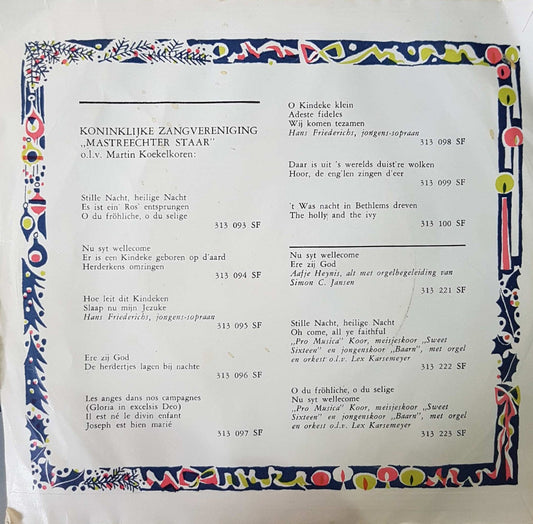 KONINKLIJKE ZANGVERENIGING
„MASTREECHTER STAAR"
o.l.v. Martin Koekelkoren:
Stille Nacht, heilige Nacht
Es ist ein' Ros' entsprungen
O du fröhliche, o du selige
313 093 SF
Nu syt wellecome
Er is een Kindeke geboren op d'aard
Herderkens omringen
313 094 SF
Hoe leit dit Kindeken
Slaap nu mijn Jezuke
Hans Friederichs, jongens-sopraan
313 095 SF
Ere zij God
De herdertjes lagen bij nachte
313 096 SF
Les anges dans nos campagnes
(Gloria in excelsis Deo)
Il est né le divin enfant
Joseph est bien marié
313 097 SF
O Kindeke klein
Adeste fideles
Wij komen tezamen
Hans Friederichs, jongens-sopraan
313 098 SF
Daar is uit 's werelds duist're wolken
Hoor, de eng'len zingen d'eer
313 099 SF
't Was nacht in Bethlems dreven
The holly and the ivy
313 100 SF
Nu syt wellecome
Ere zij God
Aafje Heynis, alt met orgelbegeleiding van
Simon C. Jansen
313 221 SF
Stille Nacht, heilige Nacht
Oh come, all ye faithful
„Pro Musica" Koor, meisjeskoor „Sweet
Sixteen" en jongenskoor „Baarn", met orgel
en orkest o.l.v. Lex Karsemeyer
313 222 SF
O du fröhliche, o du selige
Nu syt wellecome
„Pro Musica" Koor, meisjeskoor „Sweet
Sixteen" en jongenskoor „Baarn", met orgel
en orkest o.l.v. Lex Karsemeyer
313 223 SF